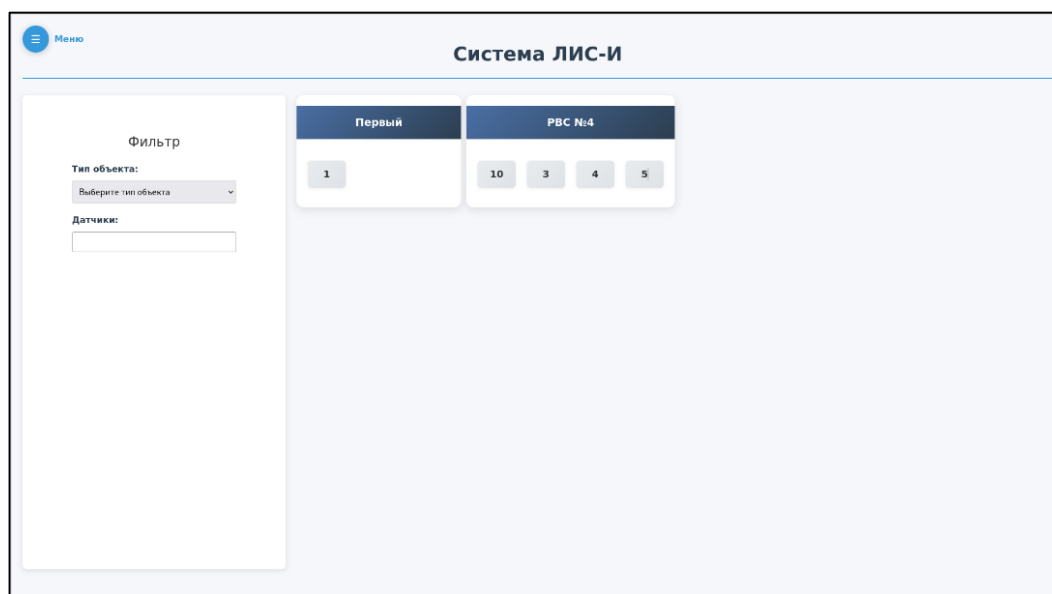 ☰ Меню
Система ЛИС-И
Фильтр
Тип объекта:
Выберите тип объекта
Датчики:
Первый
1
РВС №4
10 3 4 5